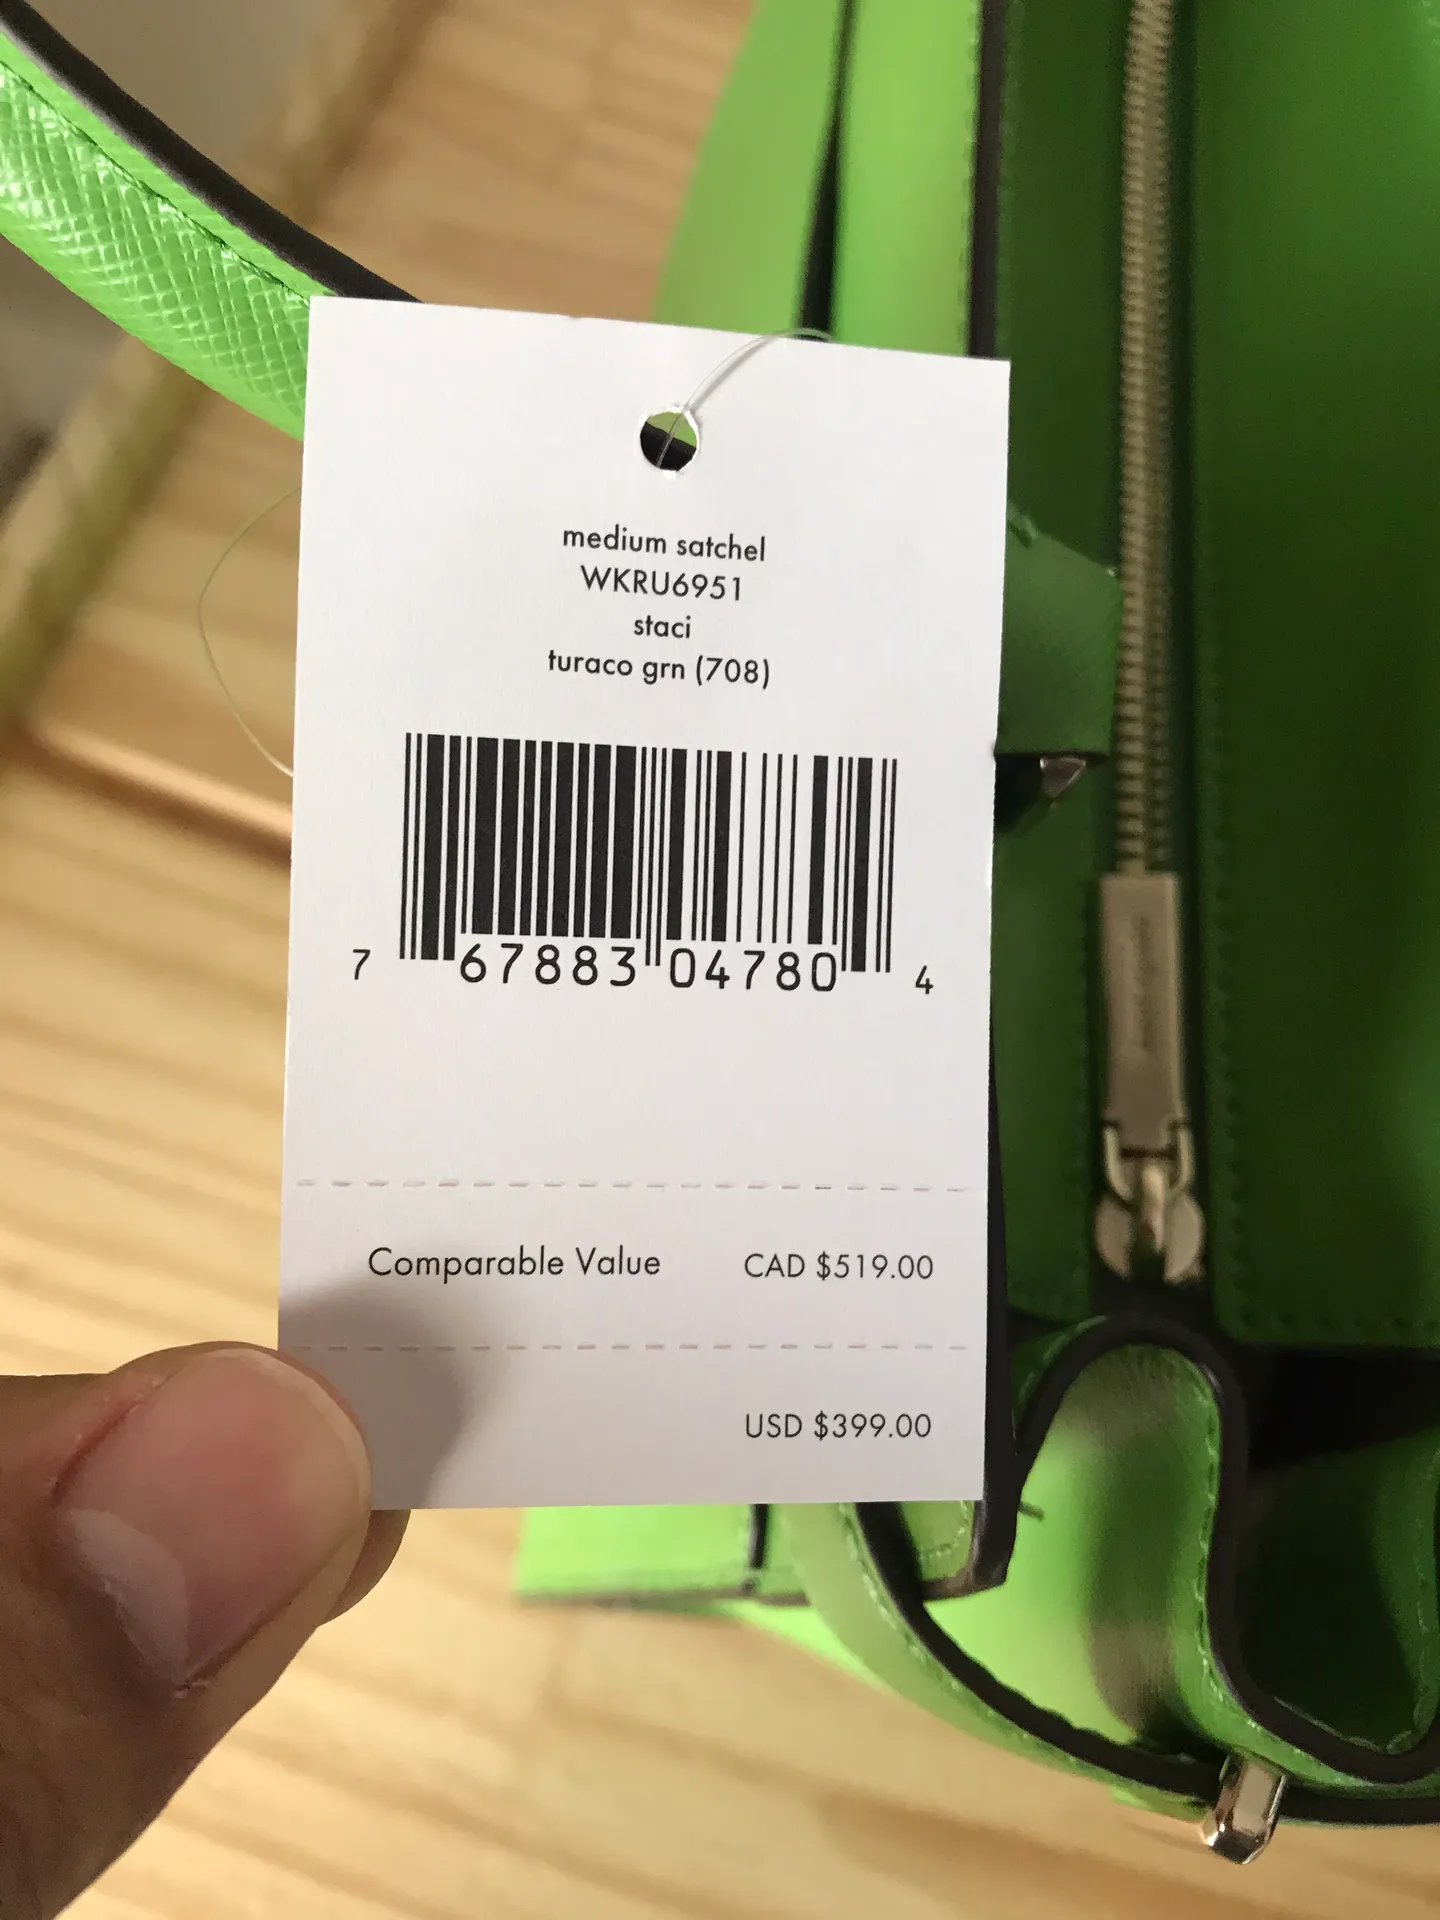 medium satchel
WKRU6951
staci
turaco grn (708)
7 67883 04780 4
Comparable Value CAD $519.00
USD $399.00